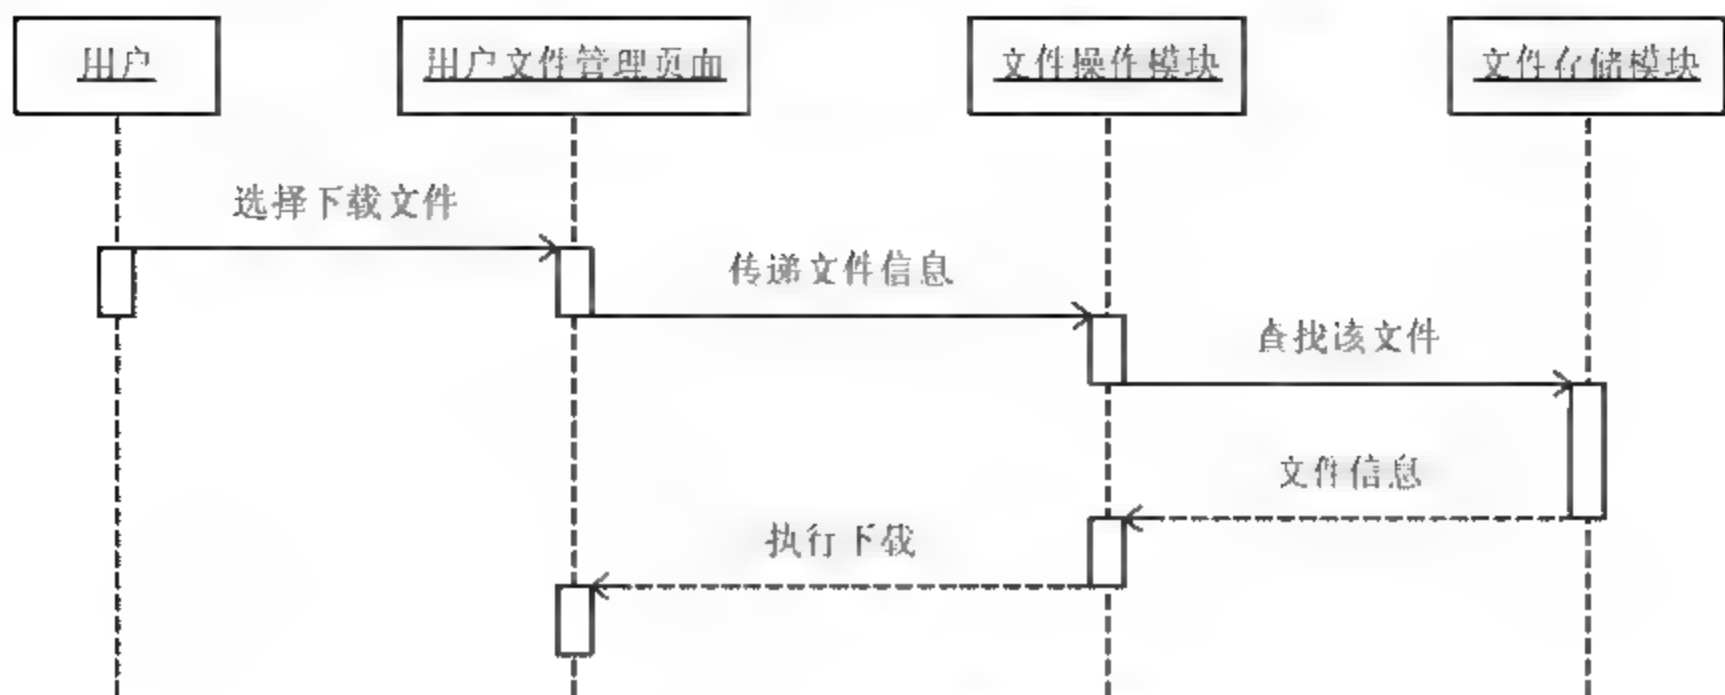 用户
用户文件管理页面
文件操作模块
文件存储模块
选择下载文件
传递文件信息
查找该文件
文件信息
执行下载